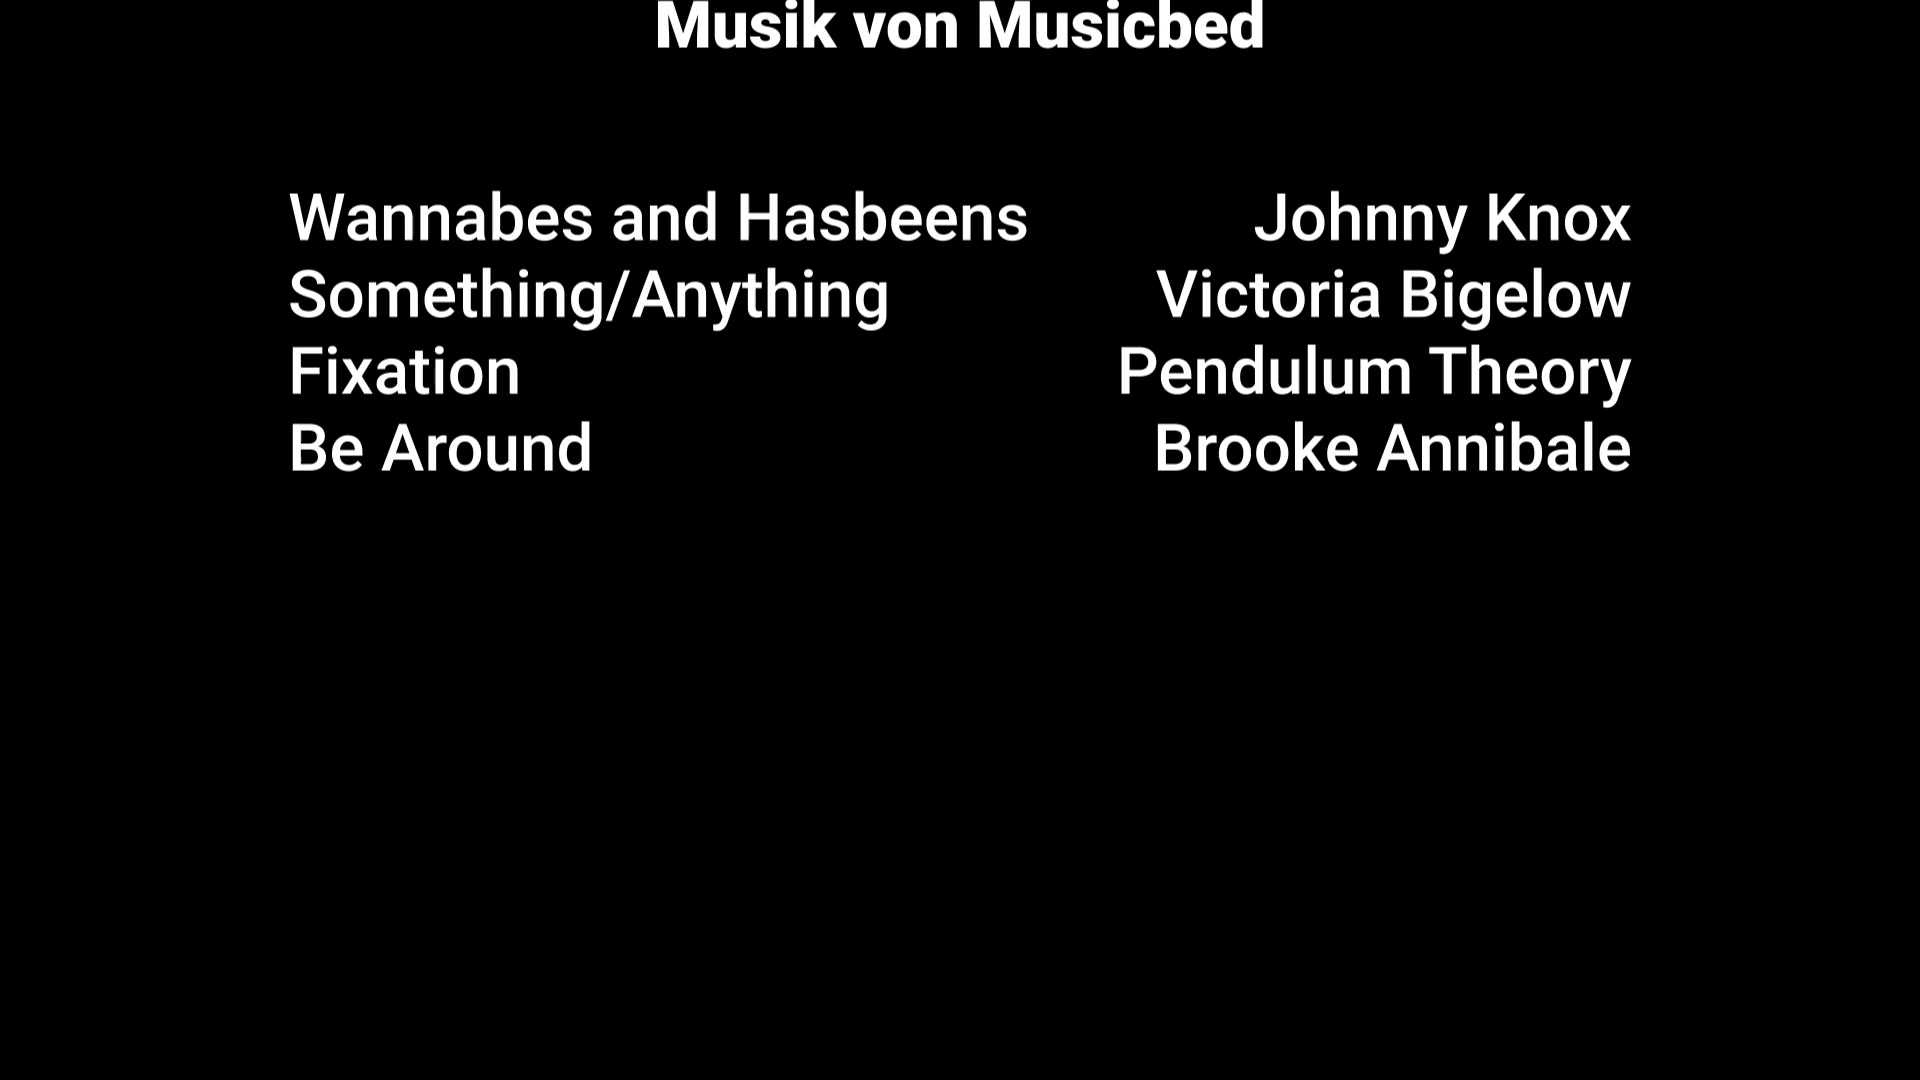 Musik von Musicbed
Wannabes and Hasbeens Johnny Knox
Something/Anything Victoria Bigelow
Fixation Pendulum Theory
Be Around Brooke Annibale